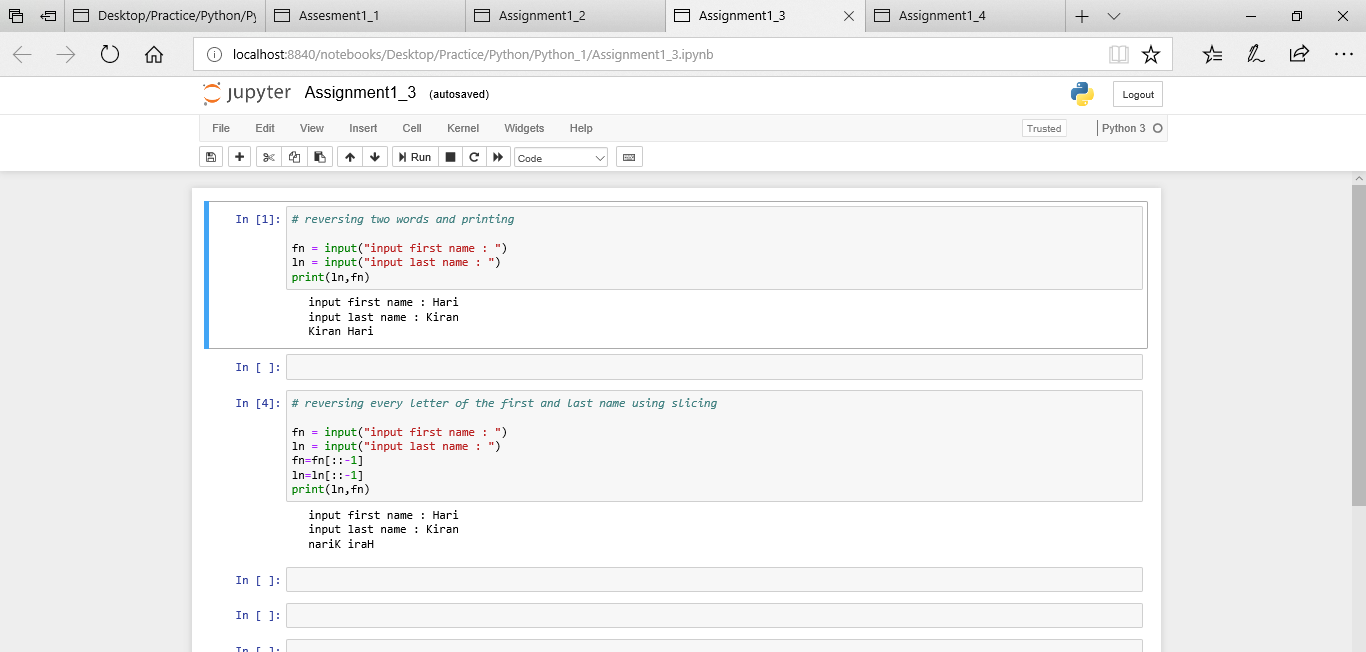 Desktop/Practice/Python/Py Assesment1_1 Assignment1_2 Assignment1_3 Assignment1_4
localhost:8840/notebooks/Desktop/Practice/Python/Python_1/Assignment1_3.ipynb
jupyter Assignment1_3 (autosaved) Logout
File Edit View Insert Cell Kernel Widgets Help Trusted Python 3
Run Code
In [1]: # reversing two words and printing
fn = input("input first name : ")
ln = input("input last name : ")
print(ln,fn)
input first name : Hari
input last name : Kiran
Kiran Hari
In [ ]:
In [4]: # reversing every letter of the first and last name using slicing
fn = input("input first name : ")
ln = input("input last name : ")
fn=fn[::-1]
ln=ln[::-1]
print(ln,fn)
input first name : Hari
input last name : Kiran
nariK iraH
In [ ]:
In [ ]:
In [ ]: